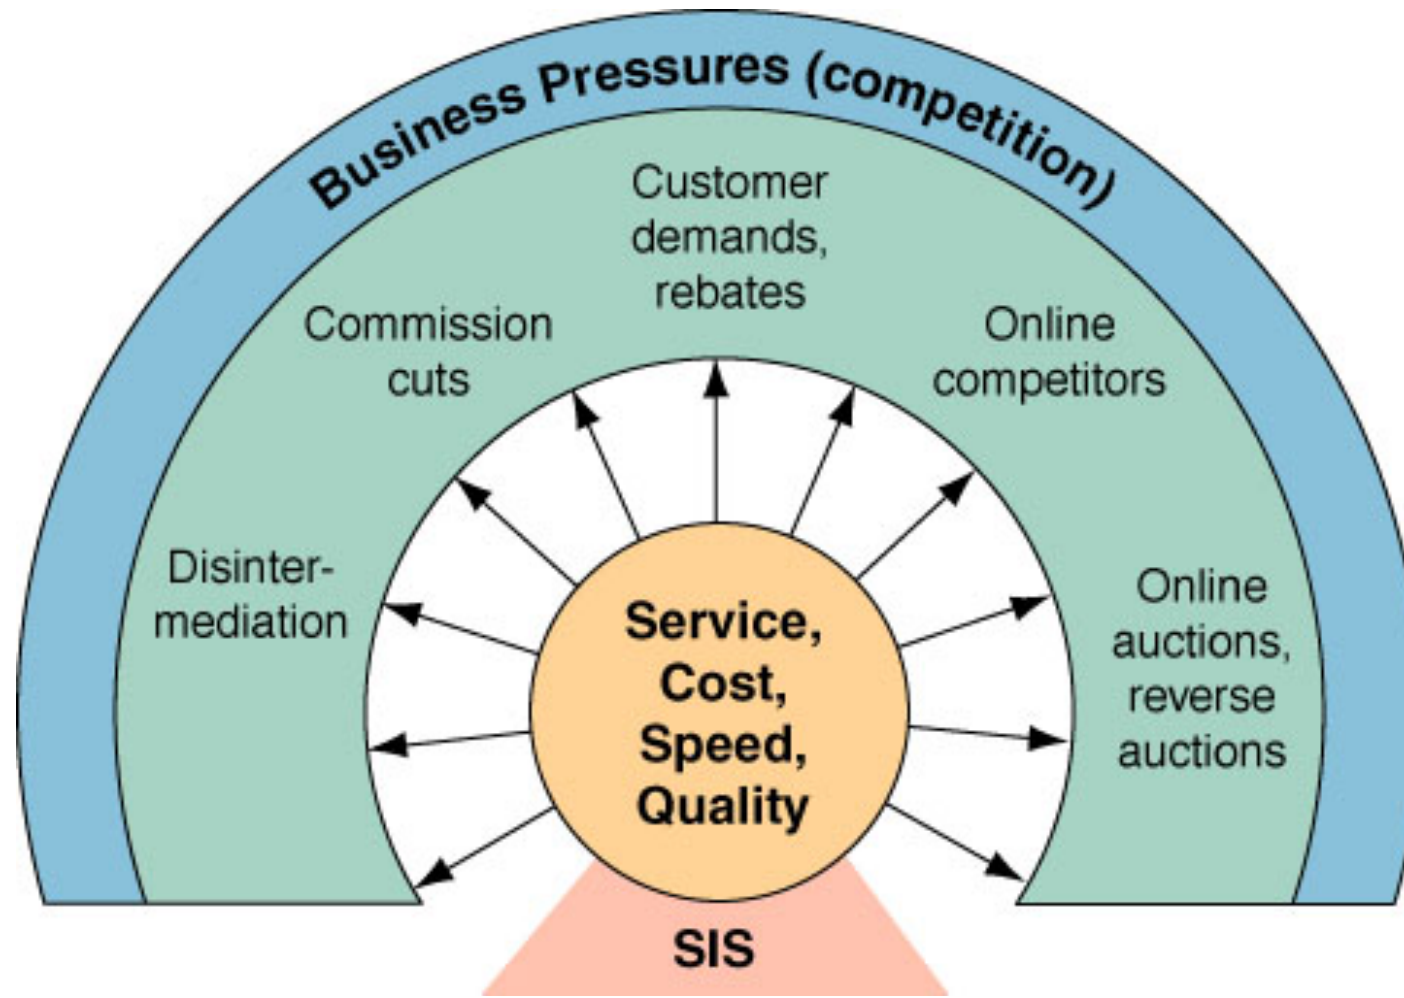 Business Pressures (competition)
Customer
demands,
rebates
Commission
cuts
Online
competitors
Disinter-
mediation
Online
auctions,
reverse
auctions
Service,
Cost,
Speed,
Quality
SIS